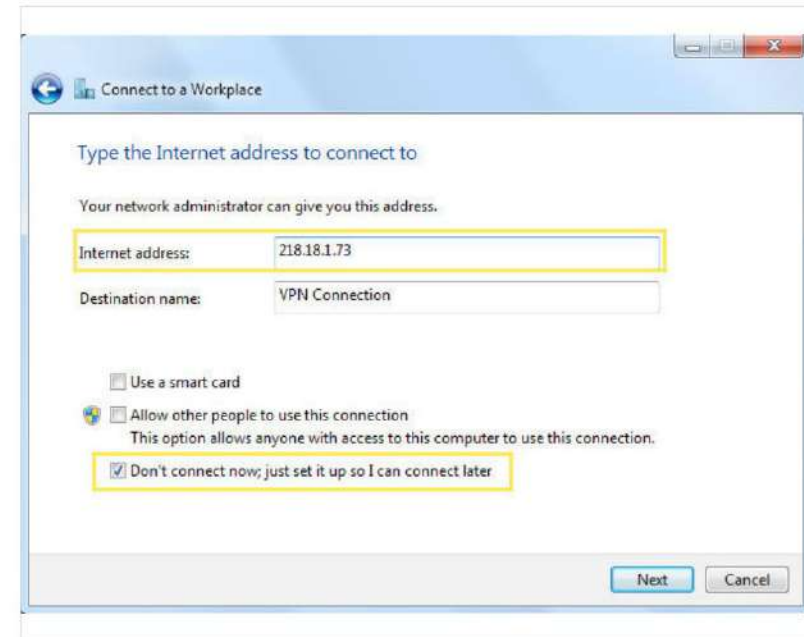 Connect to a Workplace
Type the Internet address to connect to
Your network administrator can give you this address.
Internet address: 218.18.1.73
Destination name: VPN Connection
Use a smart card
Allow other people to use this connection
This option allows anyone with access to this computer to use this connection.
Don't connect now; just set it up so I can connect later
Next Cancel